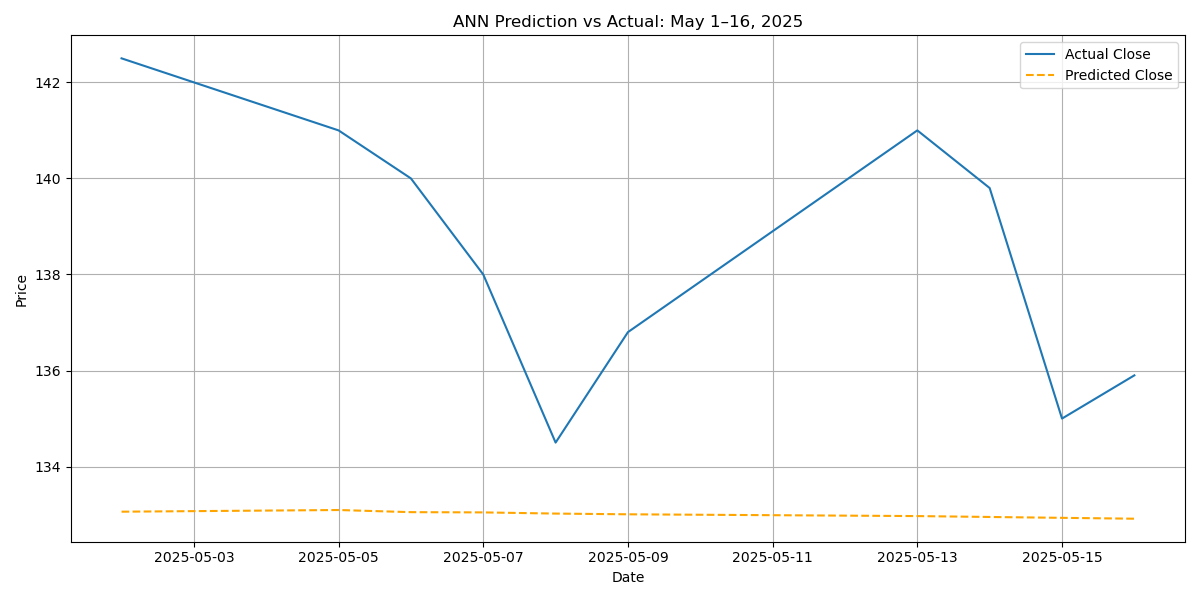 ANN Prediction vs Actual: May 1–16, 2025
Actual Close
Predicted Close
Price
142
140
138
136
134
2025-05-03
2025-05-05
2025-05-07
2025-05-09
2025-05-11
2025-05-13
2025-05-15
Date